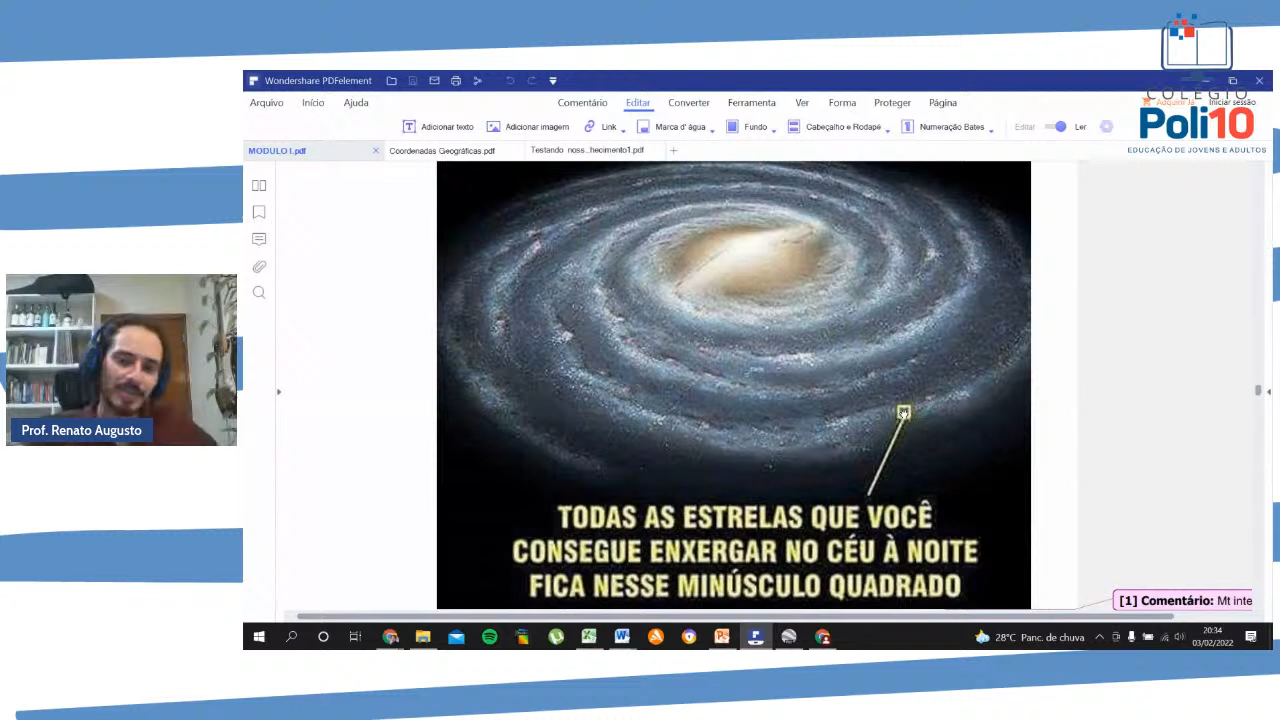 COLÉGIO
Poli10
EDUCAÇÃO DE JOVENS E ADULTOS
Wondershare PDFelement
Arquivo Início Ajuda Comentário Editar Converter Ferramenta Ver Forma Proteger Página Adquirir Já Iniciar sessão
Adicionar texto Adicionar imagem Link Marca d' água Fundo Cabeçalho e Rodapé Numeração Bates Editar Ler
MODULO I.pdf Coordenadas Geográficas.pdf Testando noss...hecimento1.pdf
Prof. Renato Augusto
TODAS AS ESTRELAS QUE VOCÊ
CONSEGUE ENXERGAR NO CÉU À NOITE
FICA NESSE MINÚSCULO QUADRADO
[1] Comentário: Mt inte
28°C Panc. de chuva
20:34
03/02/2022